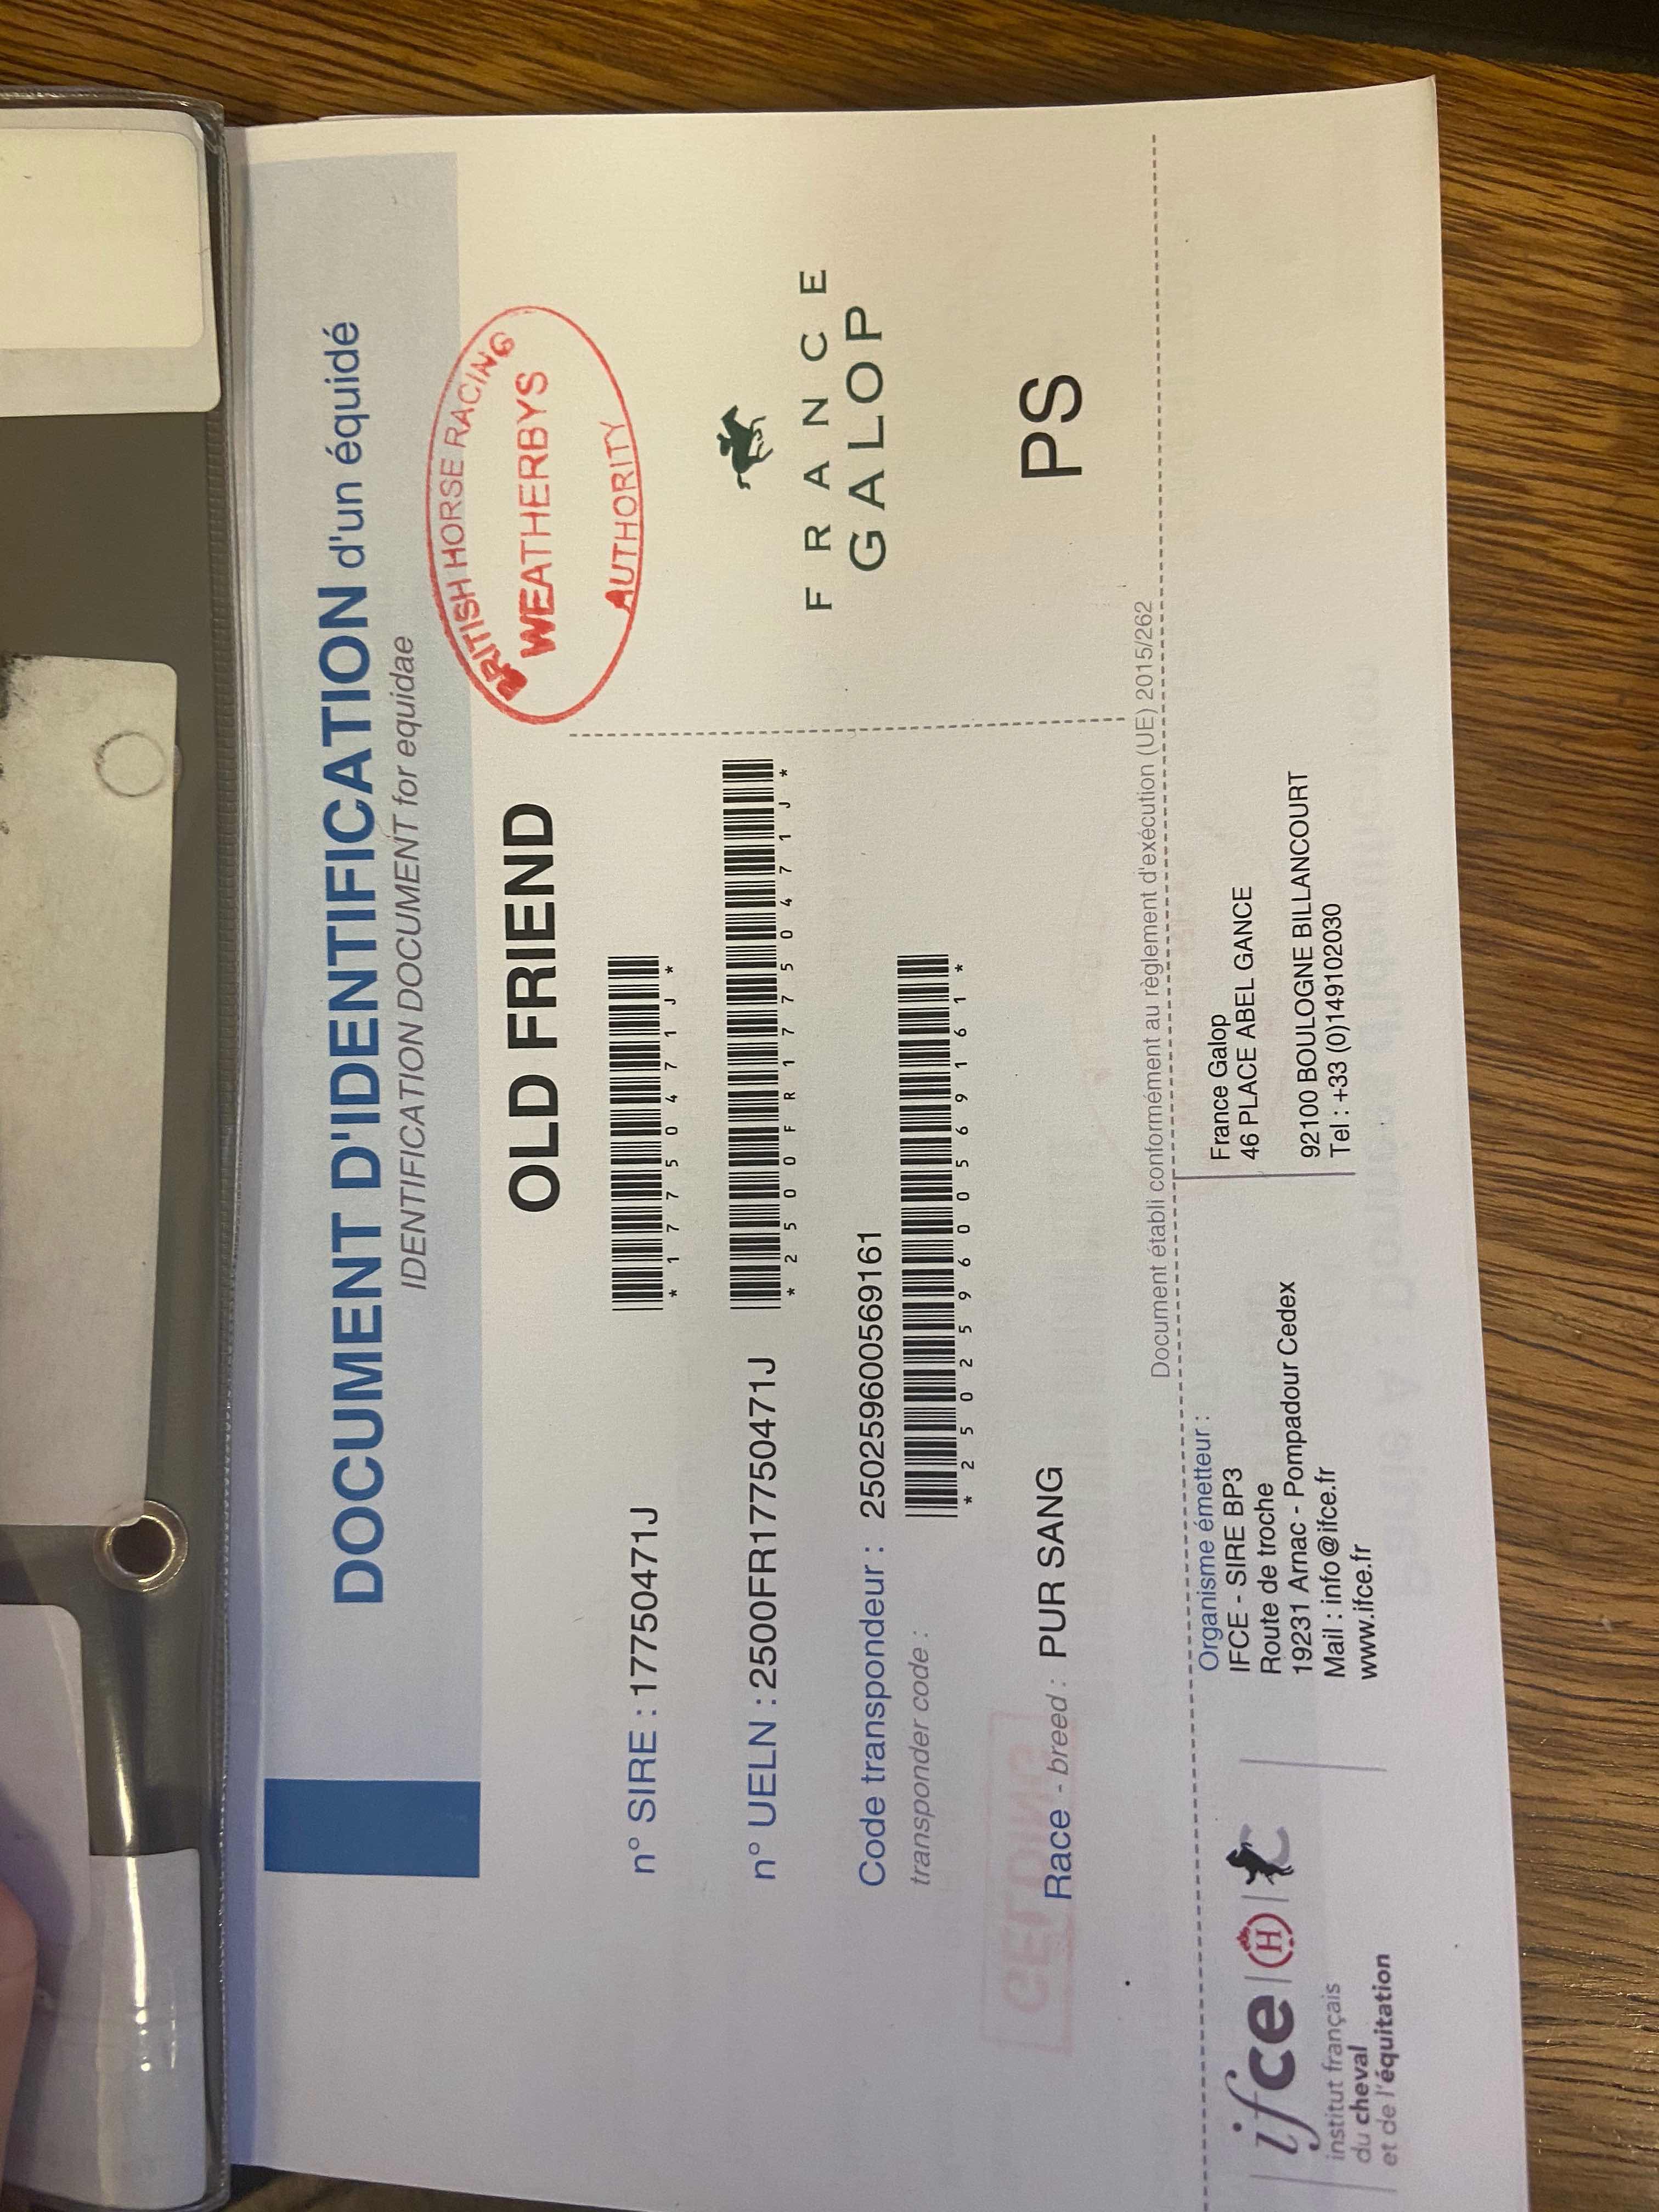 DOCUMENT D'IDENTIFICATION d'un équidé
IDENTIFICATION DOCUMENT for equidae
BRITISH HORSE RACING
WEATHERBYS
AUTHORITY
OLD FRIEND
n° SIRE : 17750471J
*17750471J*
n° UELN : 2500FR17750471J
*2500FR17750471J*
FRANCE
GALOP
Code transpondeur : 250259600569161
transponder code :
*250259600569161*
Race - breed : PUR SANG
PS
GELDING
Document établi conformément au règlement d'exécution (UE) 2015/262
ifce
H
institut français
du cheval
et de l'équitation
Organisme émetteur :
IFCE - SIRE BP3
Route de troche
19231 Arnac - Pompadour Cedex
Mail : info@ifce.fr
www.ifce.fr
France Galop
46 PLACE ABEL GANCE
92100 BOULOGNE BILLANCOURT
Tel : +33 (0)149102030